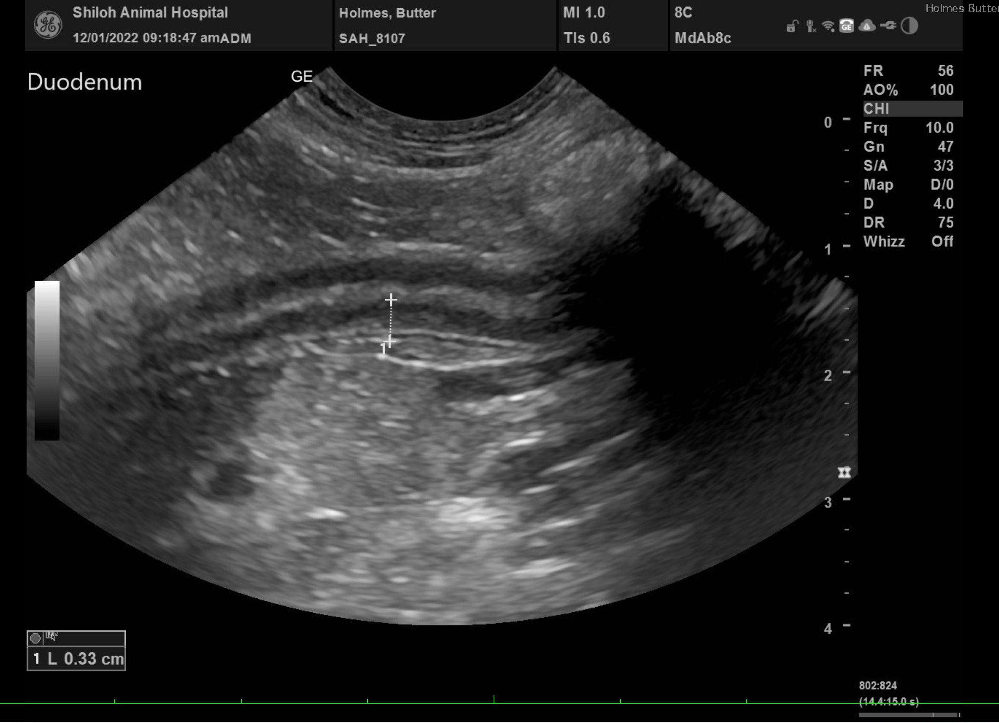 Shiloh Animal Hospital
12/01/2022 09:18:47 amADM
Holmes, Butter
SAH_8107
MI 1.0
TIs 0.6
8C
MdAb8c
Holmes Butter
GE
Duodenum
GE
FR 56
AO% 100
CHI
Frq 10.0
Gn 47
S/A 3/3
Map D/0
D 4.0
DR 75
Whizz Off
0
1
2
3
4
1
1 L 0.33 cm
802:824
(14.4:15.0 s)